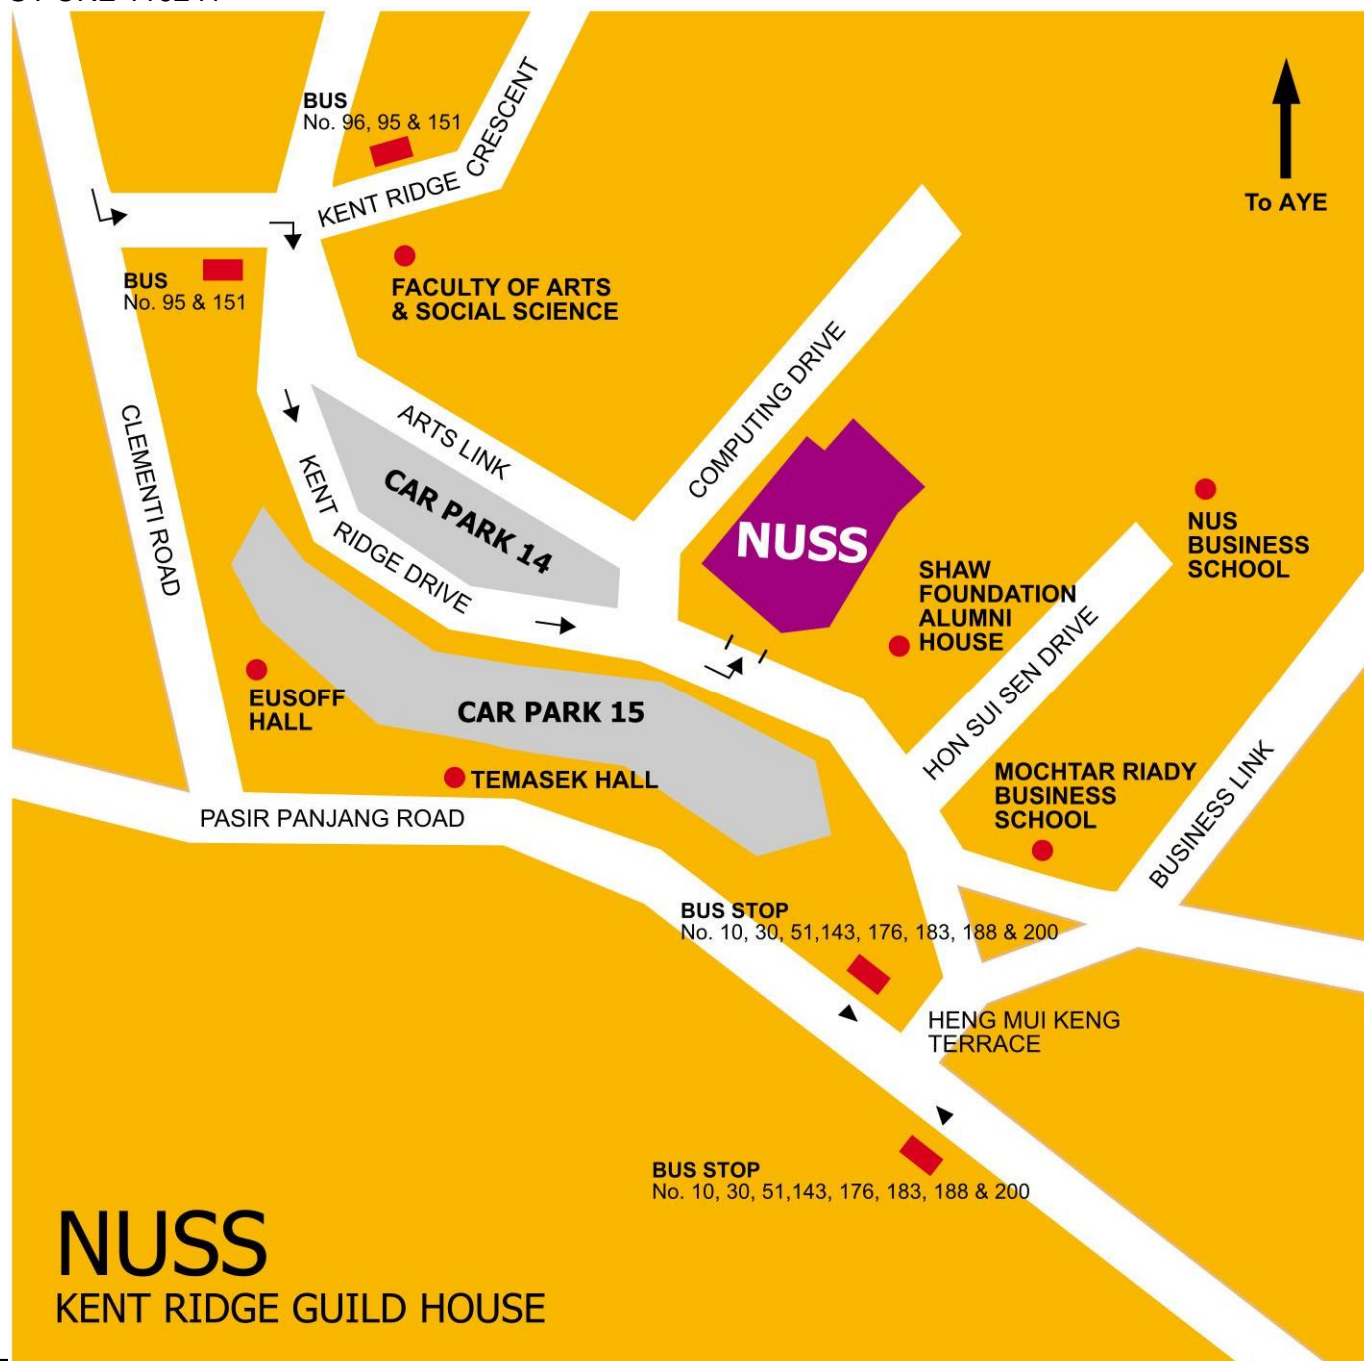 BUS
No. 96, 95 & 151
KENT RIDGE
CRESCENT
To AYE
BUS
No. 95 & 151
FACULTY OF ARTS
& SOCIAL SCIENCE
CLEMENTI ROAD
ARTS LINK
COMPUTING DRIVE
CAR PARK 14
KENT RIDGE DRIVE
NUSS
NUS
BUSINESS
SCHOOL
SHAW
FOUNDATION
ALUMNI
HOUSE
HON SUI SEN DRIVE
EUSOFF
HALL
CAR PARK 15
TEMASEK HALL
MOCHTAR RIADY
BUSINESS
SCHOOL
BUSINESS LINK
PASIR PANJANG ROAD
BUS STOP
No. 10, 30, 51,143, 176, 183, 188 & 200
HENG MUI KENG
TERRACE
BUS STOP
No. 10, 30, 51,143, 176, 183, 188 & 200
NUSS
KENT RIDGE GUILD HOUSE